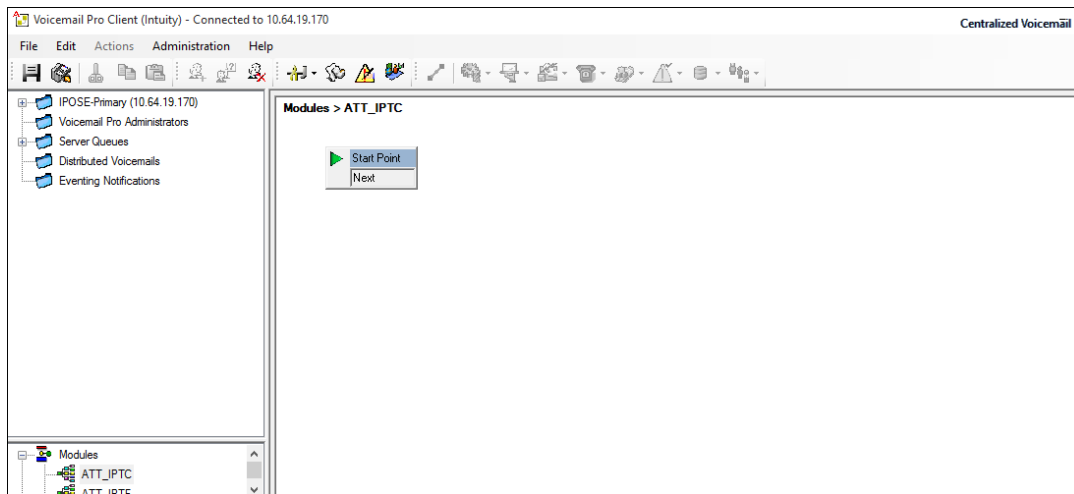 Voicemail Pro Client (Intuity) - Connected to 10.64.19.170
Centralized Voicemail
File Edit Actions Administration Help
IPOSE-Primary (10.64.19.170)
Voicemail Pro Administrators
Server Queues
Distributed Voicemails
Eventing Notifications
Modules > ATT_IPTC
Start Point
Next
Modules
ATT_IPTC